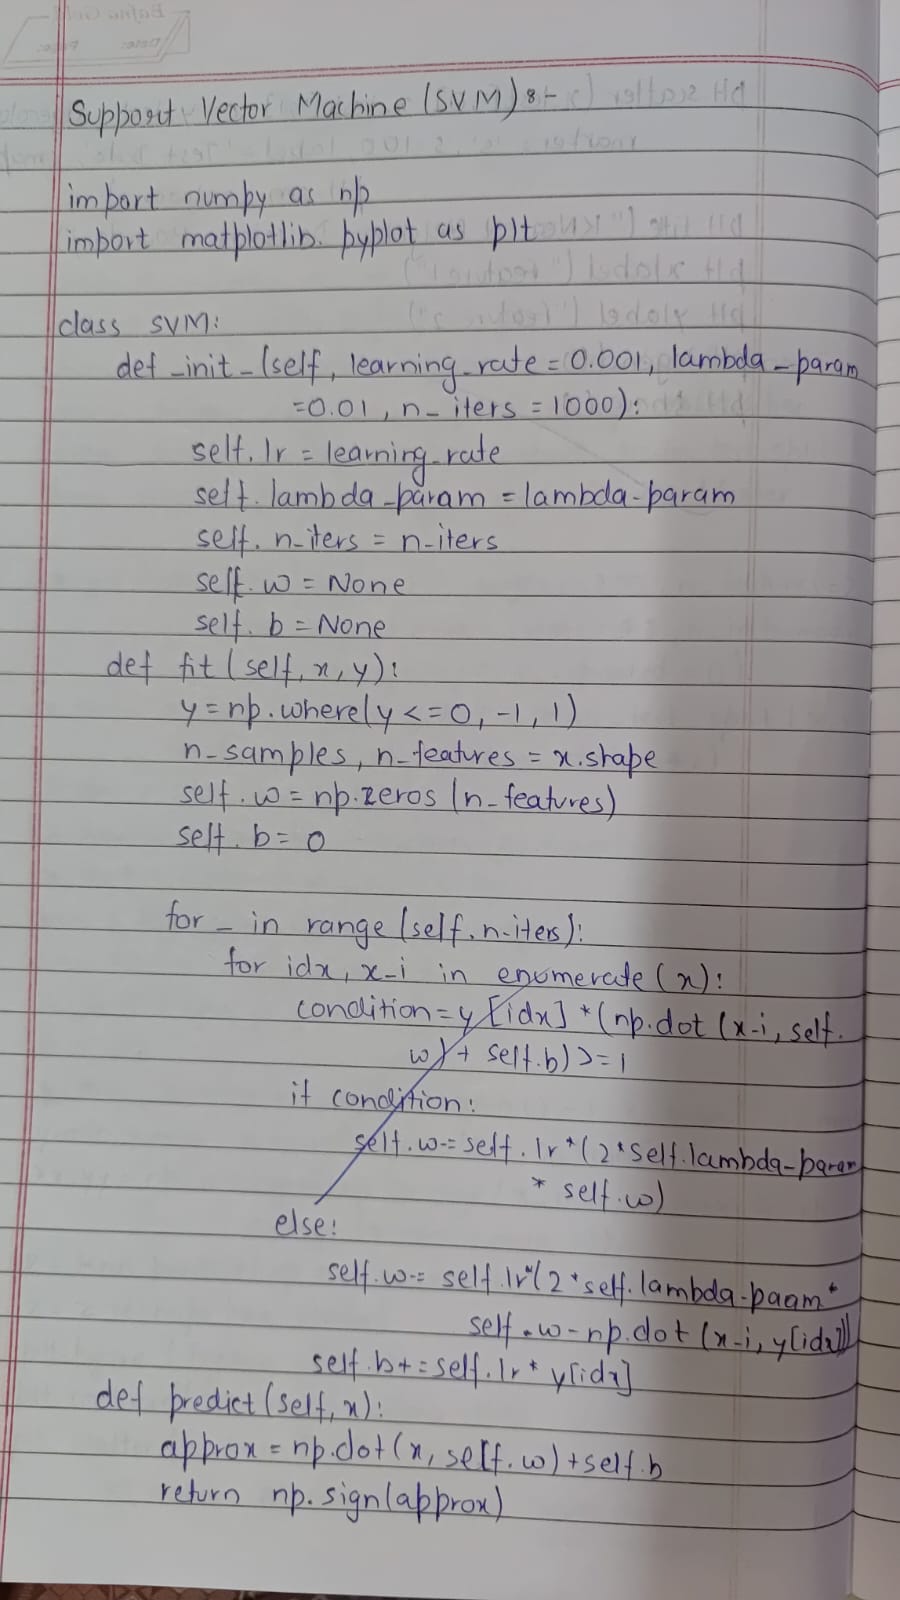 Support Vector Machine (SVM) :-
import numpy as np
import matplotlib.pyplot as plt
class SVM:
def _init_(self, learning_rate=0.001, lambda_param
=0.01, n_iters=1000):
self.lr = learning_rate
self.lambda_param = lambda_param
self.n_iters = n_iters
self.w = None
self.b = None
def fit(self, x, y):
y = np.where(y <= 0, -1, 1)
n_samples, n_features = x.shape
self.w = np.zeros(n_features)
self.b = 0
for _ in range(self.n_iters):
for idx, x_i in enumerate(x):
condition = y[idx] * (np.dot(x_i, self.
w) + self.b) >= 1
if condition:
self.w -= self.lr * (2 * self.lambda_param
* self.w)
else:
self.w -= self.lr * (2 * self.lambda_paam *
self.w - np.dot(x_i, y[idx]))
self.b += self.lr * y[idx]
def predict(self, x):
approx = np.dot(x, self.w) + self.b
return np.sign(approx)